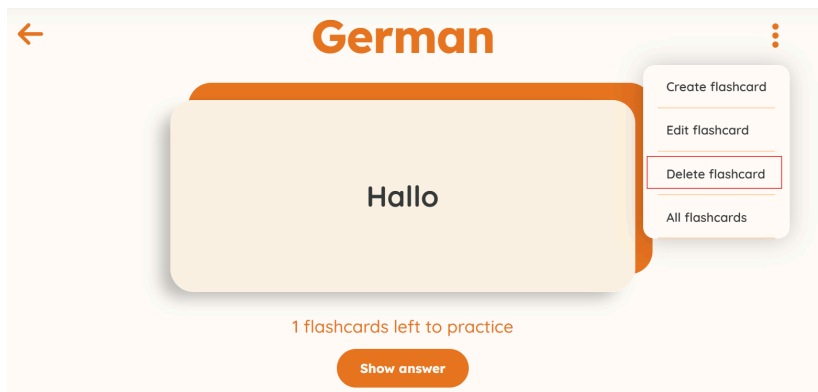 German
Create flashcard
Edit flashcard
Delete flashcard
All flashcards
Hallo
1 flashcards left to practice
Show answer